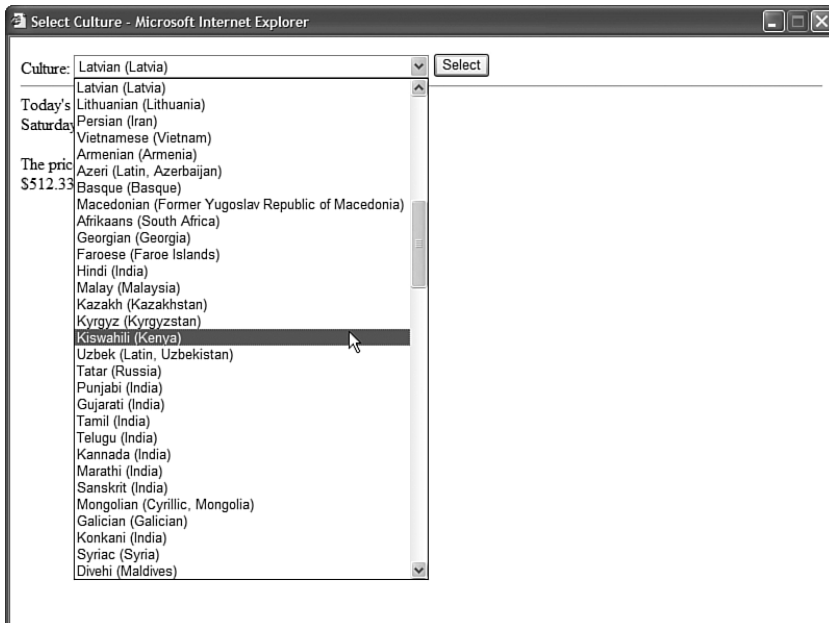 Select Culture - Microsoft Internet Explorer
Culture: Latvian (Latvia) Select
Latvian (Latvia)
Today's
Lithuanian (Lithuania)
Persian (Iran)
Saturday
Vietnamese (Vietnam)
Armenian (Armenia)
The pric
Azeri (Latin, Azerbaijan)
$512.33
Basque (Basque)
Macedonian (Former Yugoslav Republic of Macedonia)
Afrikaans (South Africa)
Georgian (Georgia)
Faroese (Faroe Islands)
Hindi (India)
Malay (Malaysia)
Kazakh (Kazakhstan)
Kyrgyz (Kyrgyzstan)
Kiswahili (Kenya)
Uzbek (Latin, Uzbekistan)
Tatar (Russia)
Punjabi (India)
Gujarati (India)
Tamil (India)
Telugu (India)
Kannada (India)
Marathi (India)
Sanskrit (India)
Mongolian (Cyrillic, Mongolia)
Galician (Galician)
Konkani (India)
Syriac (Syria)
Divehi (Maldives)